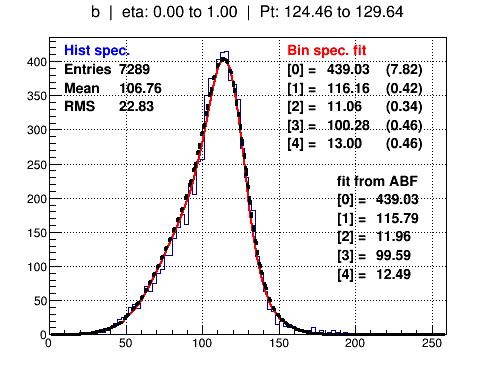 b | eta: 0.00 to 1.00 | Pt: 124.46 to 129.64
Hist spec.
Entries 7289
Mean 106.76
RMS 22.83
Bin spec. fit
[0] = 439.03 (7.82)
[1] = 116.16 (0.42)
[2] = 11.06 (0.34)
[3] = 100.28 (0.46)
[4] = 13.00 (0.46)
fit from ABF
[0] = 439.03
[1] = 115.79
[2] = 11.96
[3] = 99.59
[4] = 12.49
400
350
300
250
200
150
100
50
0
0 50 100 150 200 250